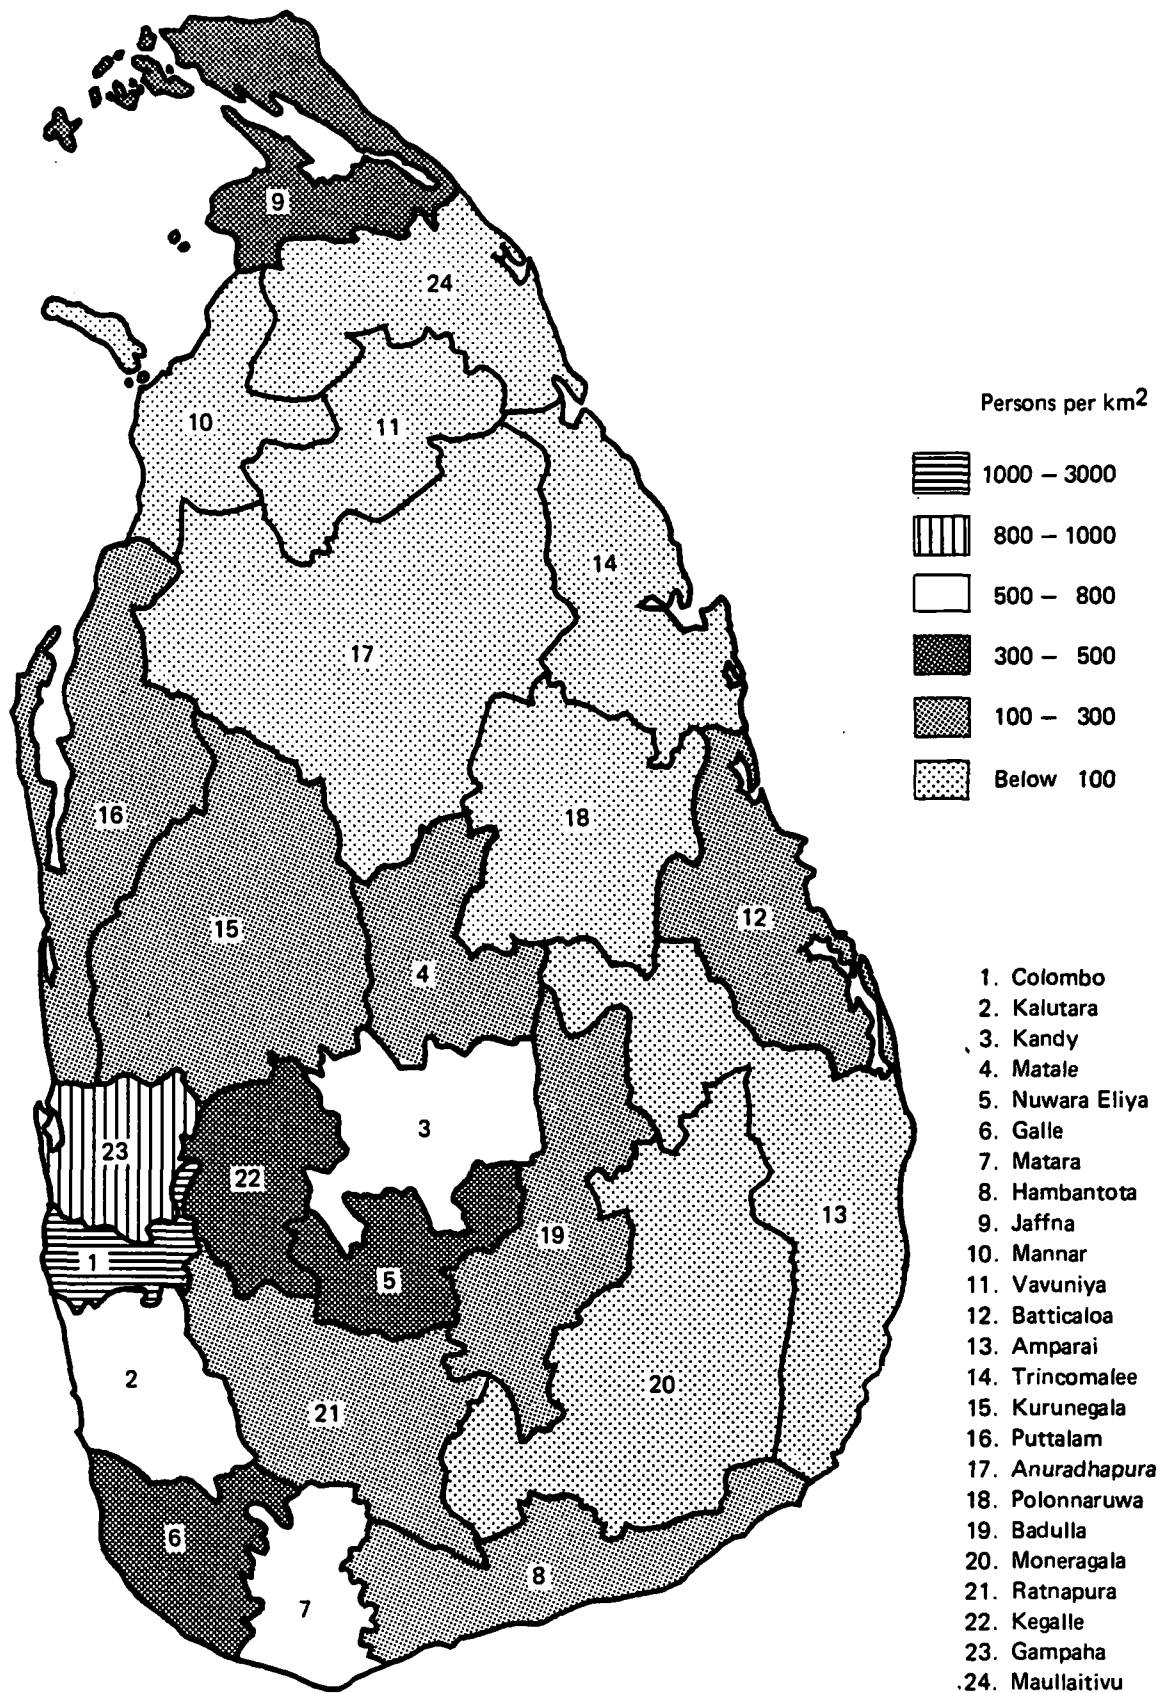 9
24
10
11
14
17
16
18
15
12
4
3
23
22
13
19
1
5
2
20
21
6
8
7
Persons per km2
1000 – 3000
800 – 1000
500 – 800
300 – 500
100 – 300
Below 100
1. Colombo
2. Kalutara
3. Kandy
4. Matale
5. Nuwara Eliya
6. Galle
7. Matara
8. Hambantota
9. Jaffna
10. Mannar
11. Vavuniya
12. Batticaloa
13. Amparai
14. Trincomalee
15. Kurunegala
16. Puttalam
17. Anuradhapura
18. Polonnaruwa
19. Badulla
20. Moneragala
21. Ratnapura
22. Kegalle
23. Gampaha
24. Maullaitivu